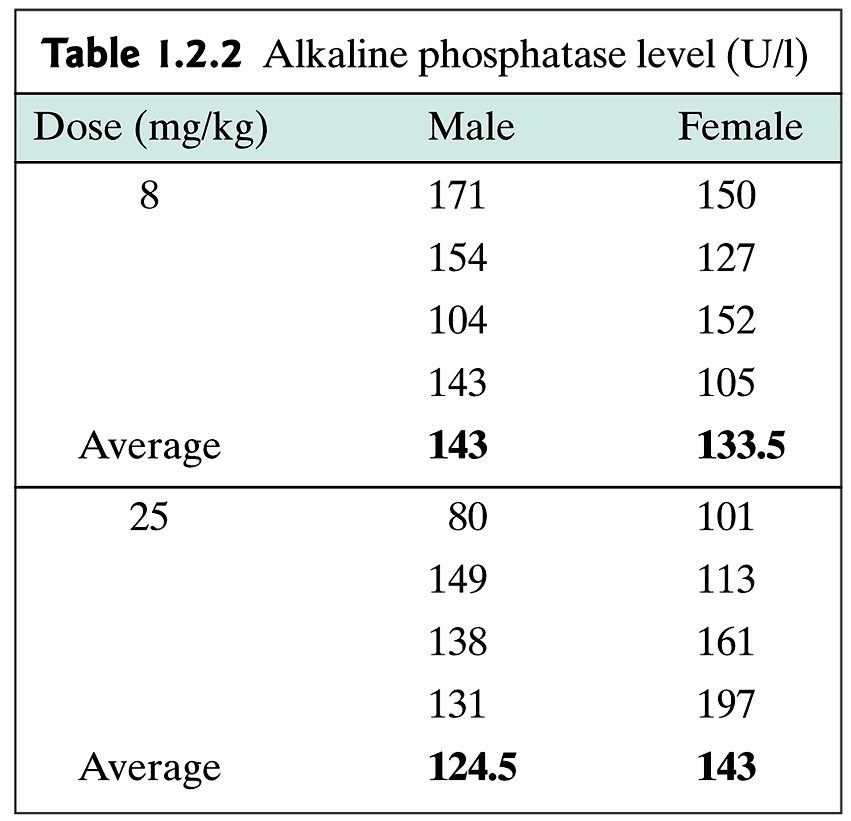 Table 1.2.2 Alkaline phosphatase level (U/l)
Dose (mg/kg) Male Female
8 171 150
154 127
104 152
143 105
Average 143 133.5
25 80 101
149 113
138 161
131 197
Average 124.5 143